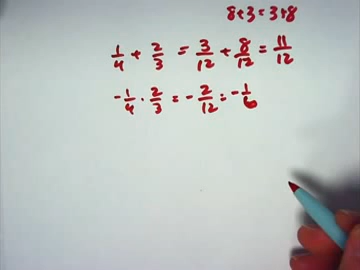 8+3=3+8
1/4 + 2/3 = 3/12 + 8/12 = 11/12
-1/4 · 2/3 = -2/12 = -1/6